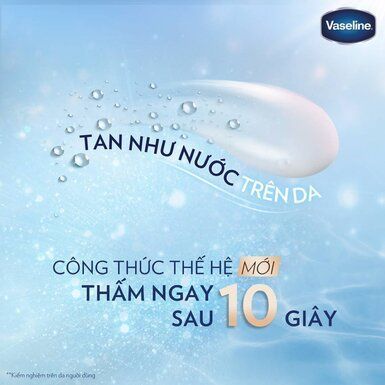 Vaseline.
TAN NHƯ NƯỚC TRÊN DA
CÔNG THỨC THẾ HỆ MỚI
THẤM NGAY
SAU 10 GIÂY
**Kiểm nghiệm trên da người dùng